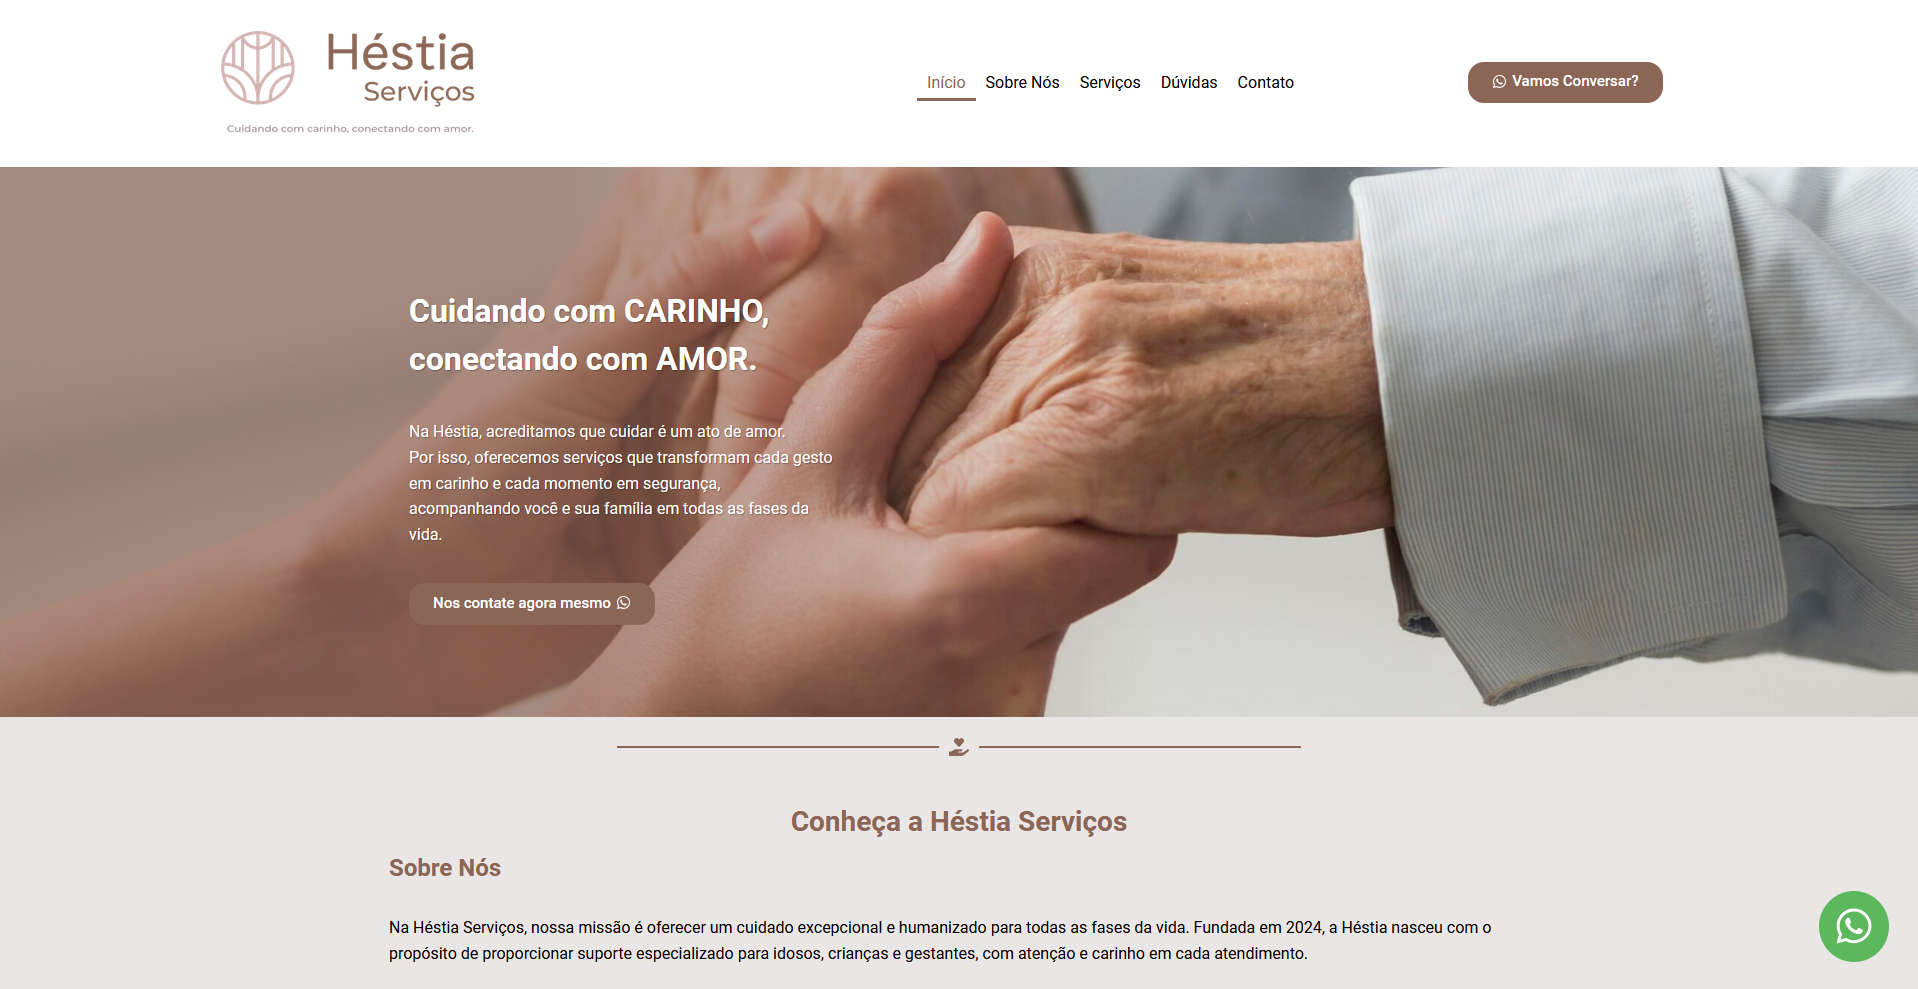 Héstia
Serviços
Cuidando com carinho, conectando com amor.
Início Sobre Nós Serviços Dúvidas Contato
Vamos Conversar?
Cuidando com CARINHO,
conectando com AMOR.
Na Héstia, acreditamos que cuidar é um ato de amor.
Por isso, oferecemos serviços que transformam cada gesto
em carinho e cada momento em segurança,
acompanhando você e sua família em todas as fases da
vida.
Nos contate agora mesmo
Conheça a Héstia Serviços
Sobre Nós
Na Héstia Serviços, nossa missão é oferecer um cuidado excepcional e humanizado para todas as fases da vida. Fundada em 2024, a Héstia nasceu com o
propósito de proporcionar suporte especializado para idosos, crianças e gestantes, com atenção e carinho em cada atendimento.